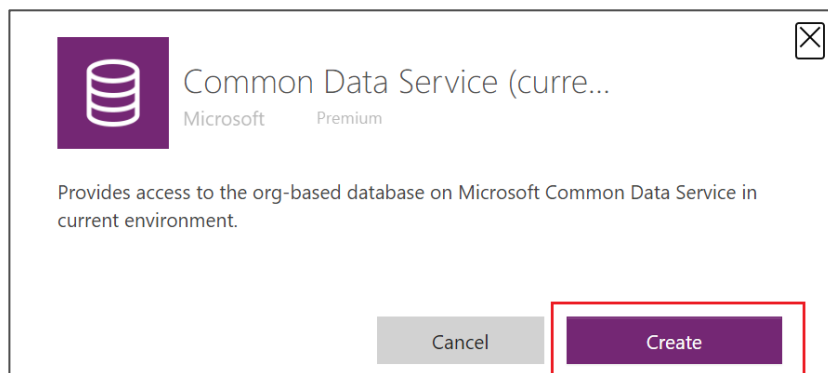 Common Data Service (curre...
Microsoft Premium
Provides access to the org-based database on Microsoft Common Data Service in
current environment.
Cancel Create